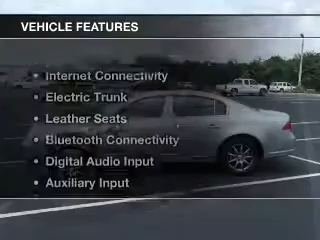 VEHICLE FEATURES
• Internet Connectivity
• Electric Trunk
• Leather Seats
• Bluetooth Connectivity
• Digital Audio Input
• Auxiliary Input